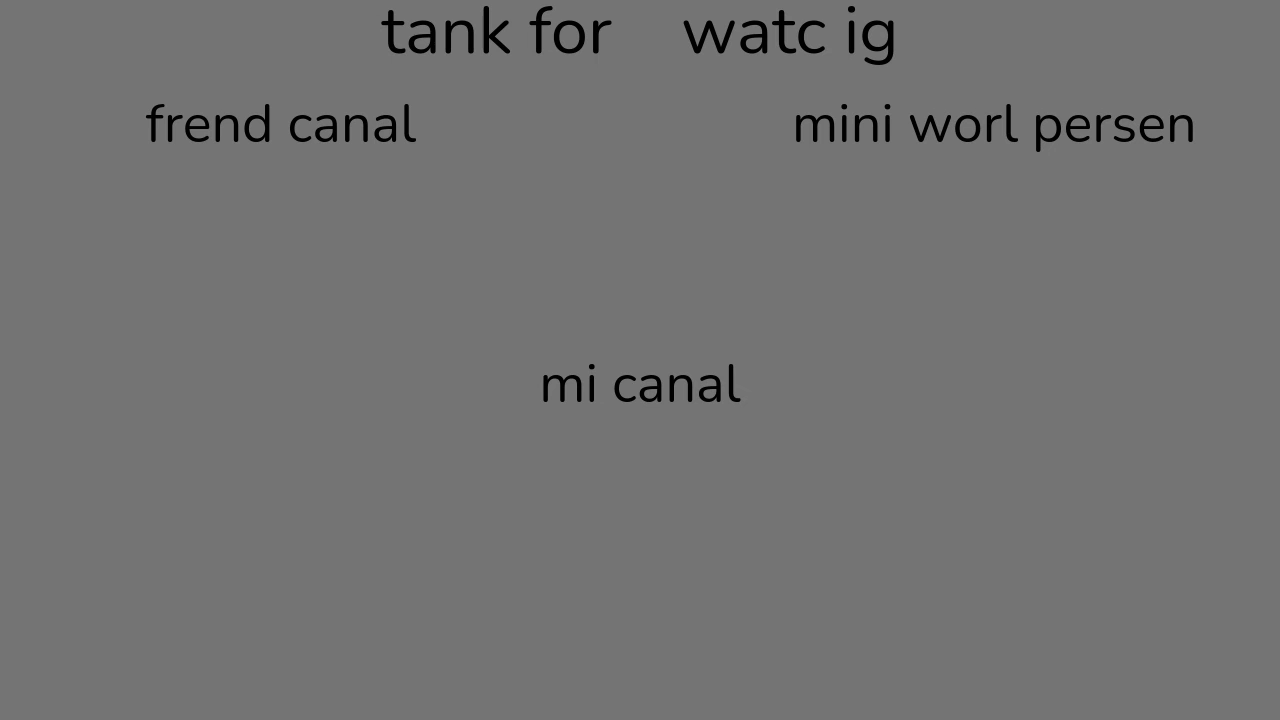 tank for watc ig
frend canal
mini worl persen
mi canal